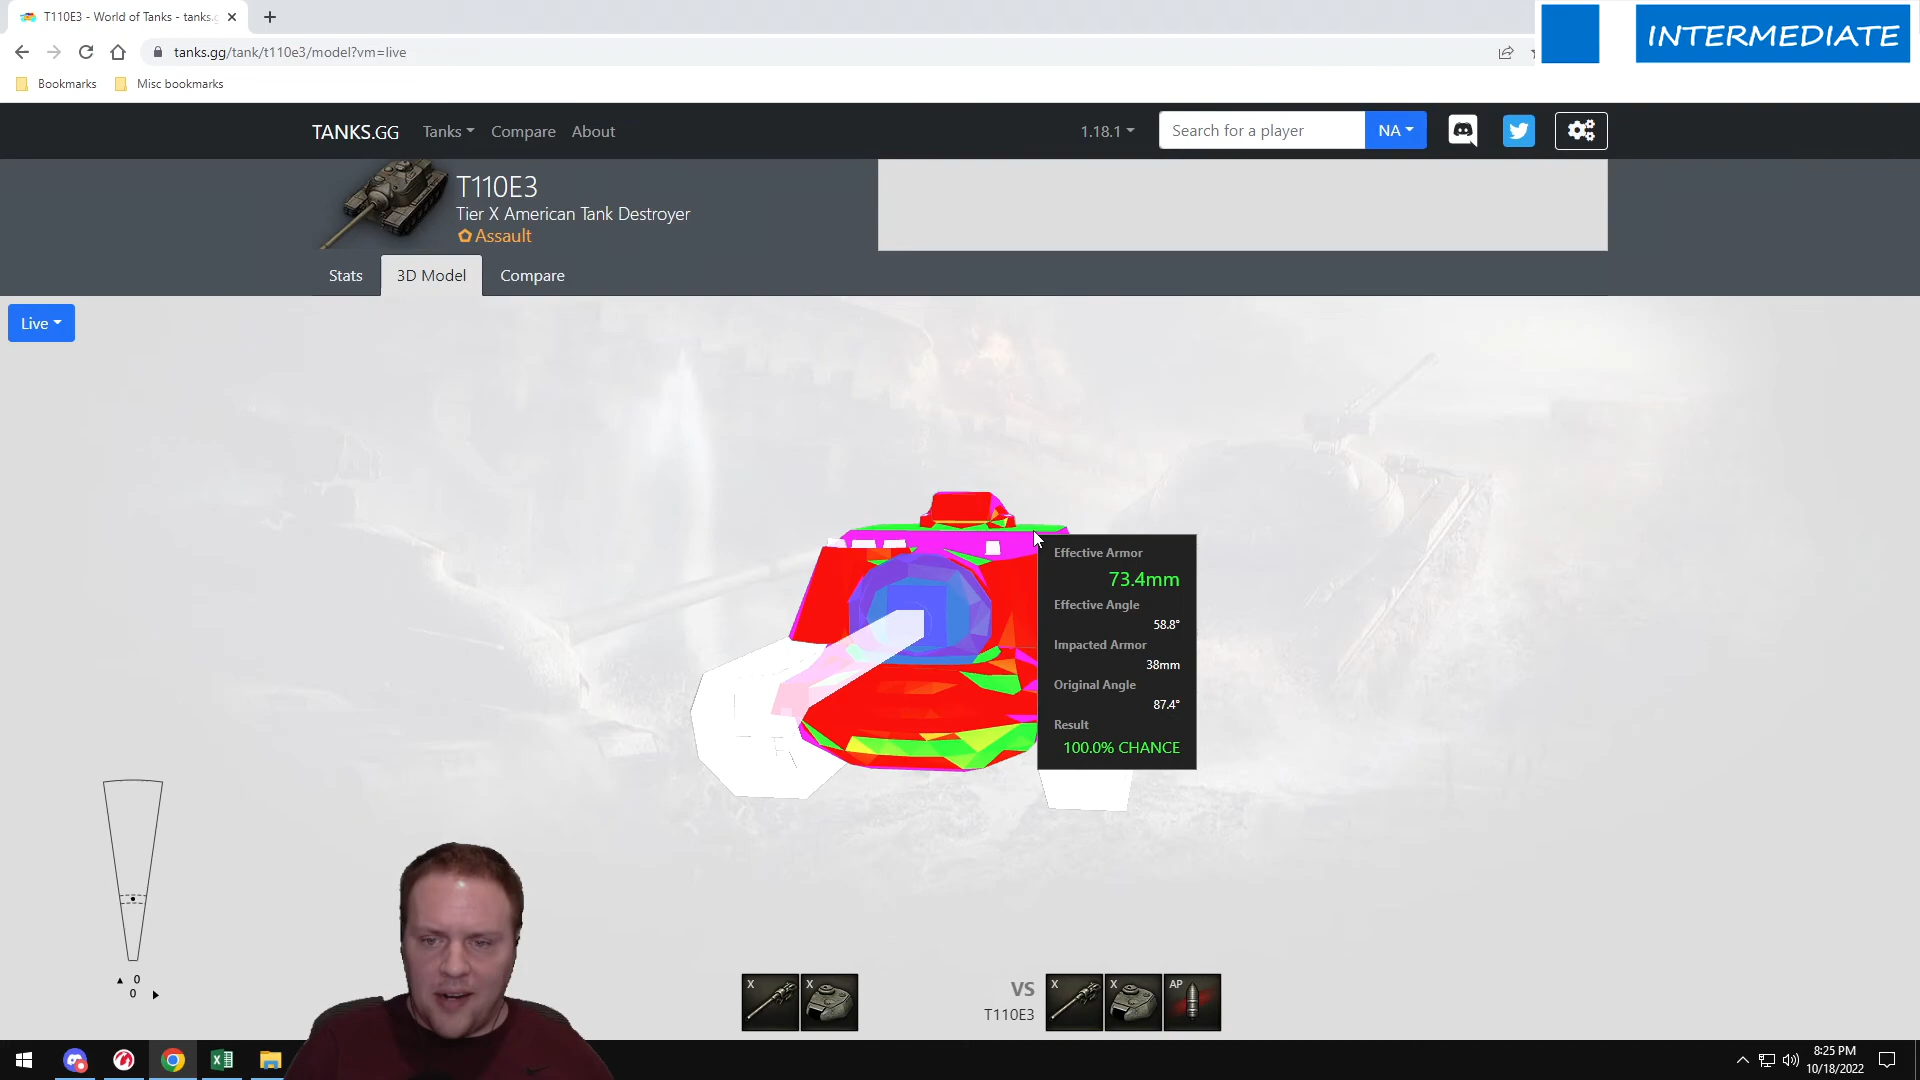 T110E3 - World of Tanks - tanks.g
INTERMEDIATE
tanks.gg/tank/t110e3/model?vm=live
Bookmarks
Misc bookmarks
TANKS.GG
Tanks
Compare
About
1.18.1
Search for a player
NA
T110E3
Tier X American Tank Destroyer
Assault
Stats
3D Model
Compare
Live
Effective Armor
73.4mm
Effective Angle
58.8°
Impacted Armor
38mm
Original Angle
87.4°
Result
100.0% CHANCE
0
0
X
X
VS
T110E3
X
X
AP
8:25 PM
10/18/2022